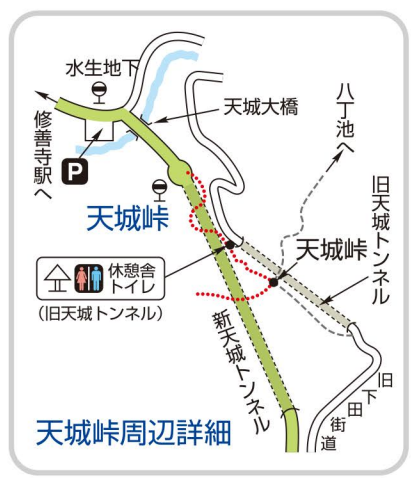 水生地下
天城大橋
修善寺駅へ
P
八丁池へ
旧天城トンネル
天城峠
天城峠
休憩舎
トイレ
(旧天城トンネル)
新天城トンネル
旧下田街道
天城峠周辺詳細